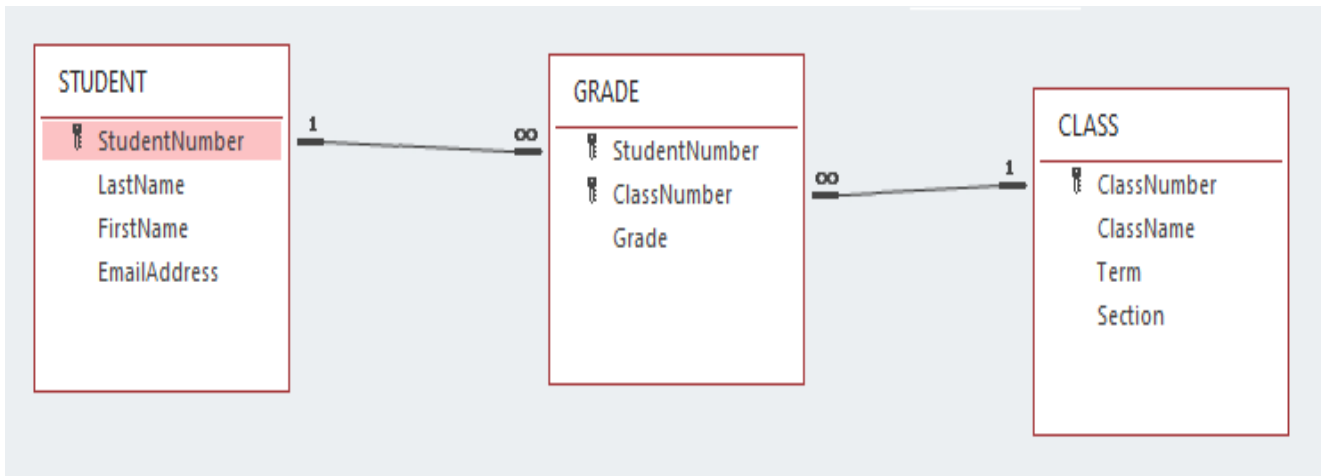 STUDENT
StudentNumber
LastName
FirstName
EmailAddress
1
∞
GRADE
StudentNumber
ClassNumber
Grade
∞
1
CLASS
ClassNumber
ClassName
Term
Section